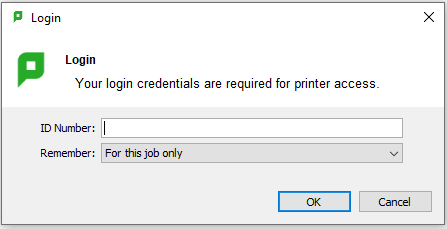 Login
Login
Your login credentials are required for printer access.
ID Number:
Remember: For this job only
OK Cancel